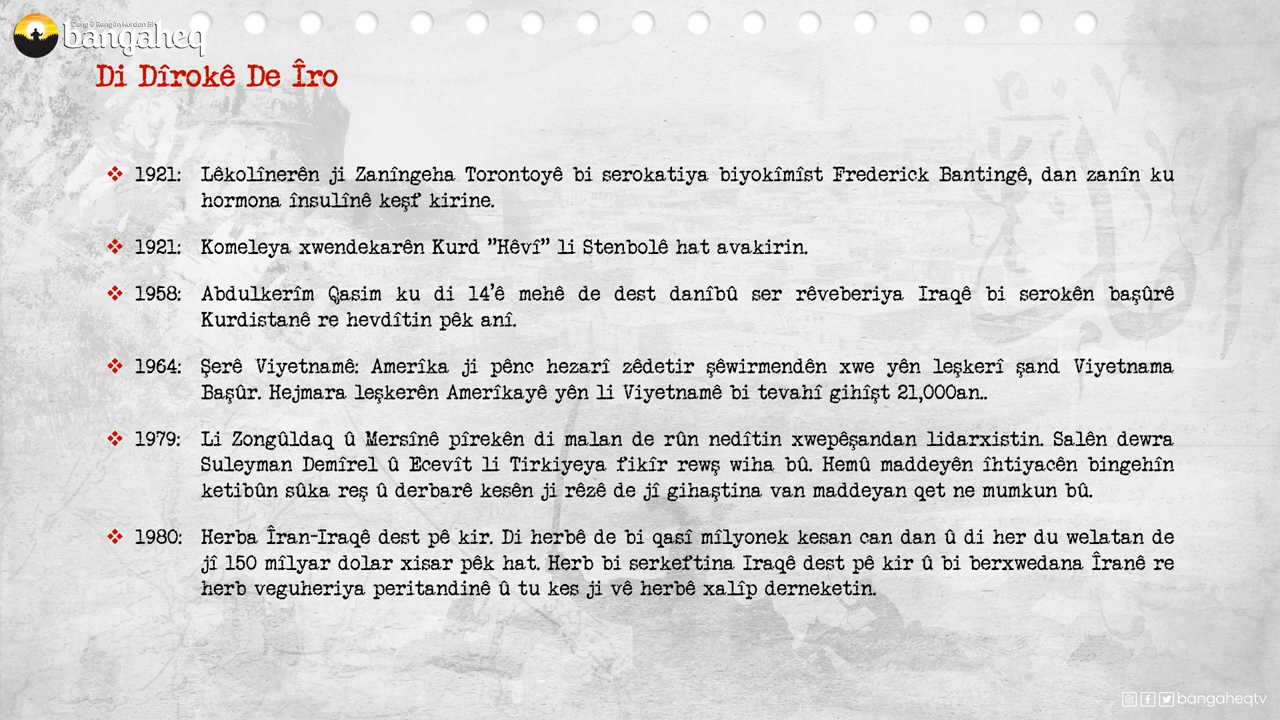 Deng û Rengên Kurdan Bi
bangaheq
Di Dîrokê De Îro
❖ 1921: Lêkolînerên ji Zanîngeha Torontoyê bi serokatiya biyokîmîst Frederick Bantingê, dan zanîn ku
hormona însulînê keşf kirine.
❖ 1921: Komeleya xwendekarên Kurd ”Hêvî” li Stenbolê hat avakirin.
❖ 1958: Abdulkerîm Qasim ku di 14’ê mehê de dest danîbû ser rêveberiya Iraqê bi serokên başûrê
Kurdistanê re hevdîtin pêk anî.
❖ 1964: Şerê Viyetnamê: Amerîka ji pênc hezarî zêdetir şêwirmendên xwe yên leşkerî şand Viyetnama
Başûr. Hejmara leşkerên Amerîkayê yên li Viyetnamê bi tevahî gihîşt 21,000an..
❖ 1979: Li Zongûldaq û Mersînê pîrekên di malan de rûn nedîtin xwepêşandan lidarxistin. Salên dewra
Suleyman Demîrel û Ecevît li Tirkiyeya fikîr rewş wiha bû. Hemû maddeyên îhtiyacên bingehîn
ketibûn sûka reş û derbarê kesên ji rêzê de jî gihaştina van maddeyan qet ne mumkun bû.
❖ 1980: Herba Îran-Iraqê dest pê kir. Di herbê de bi qasî mîlyonek kesan can dan û di her du welatan de
jî 150 mîlyar dolar xisar pêk hat. Herb bi serkeftina Iraqê dest pê kir û bi berxwedana Îranê re
herb veguheriya peritandinê û tu kes ji vê herbê xalîp derneketin.
bangaheqtv